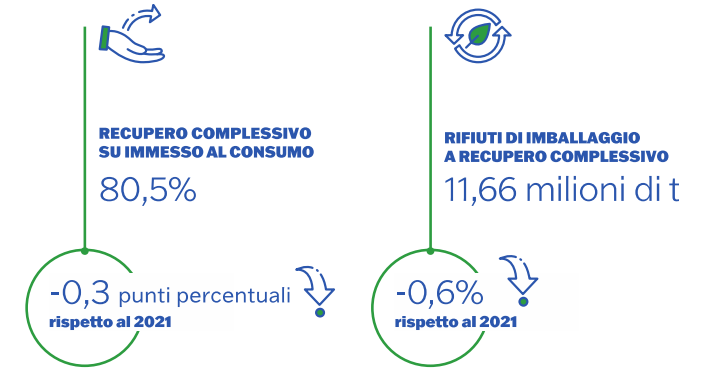 RECUPERO COMPLESSIVO
SU IMMESSO AL CONSUMO
80,5%
-0,3 punti percentuali
rispetto al 2021
RIFIUTI DI IMBALLAGGIO
A RECUPERO COMPLESSIVO
11,66 milioni di t
-0,6%
rispetto al 2021